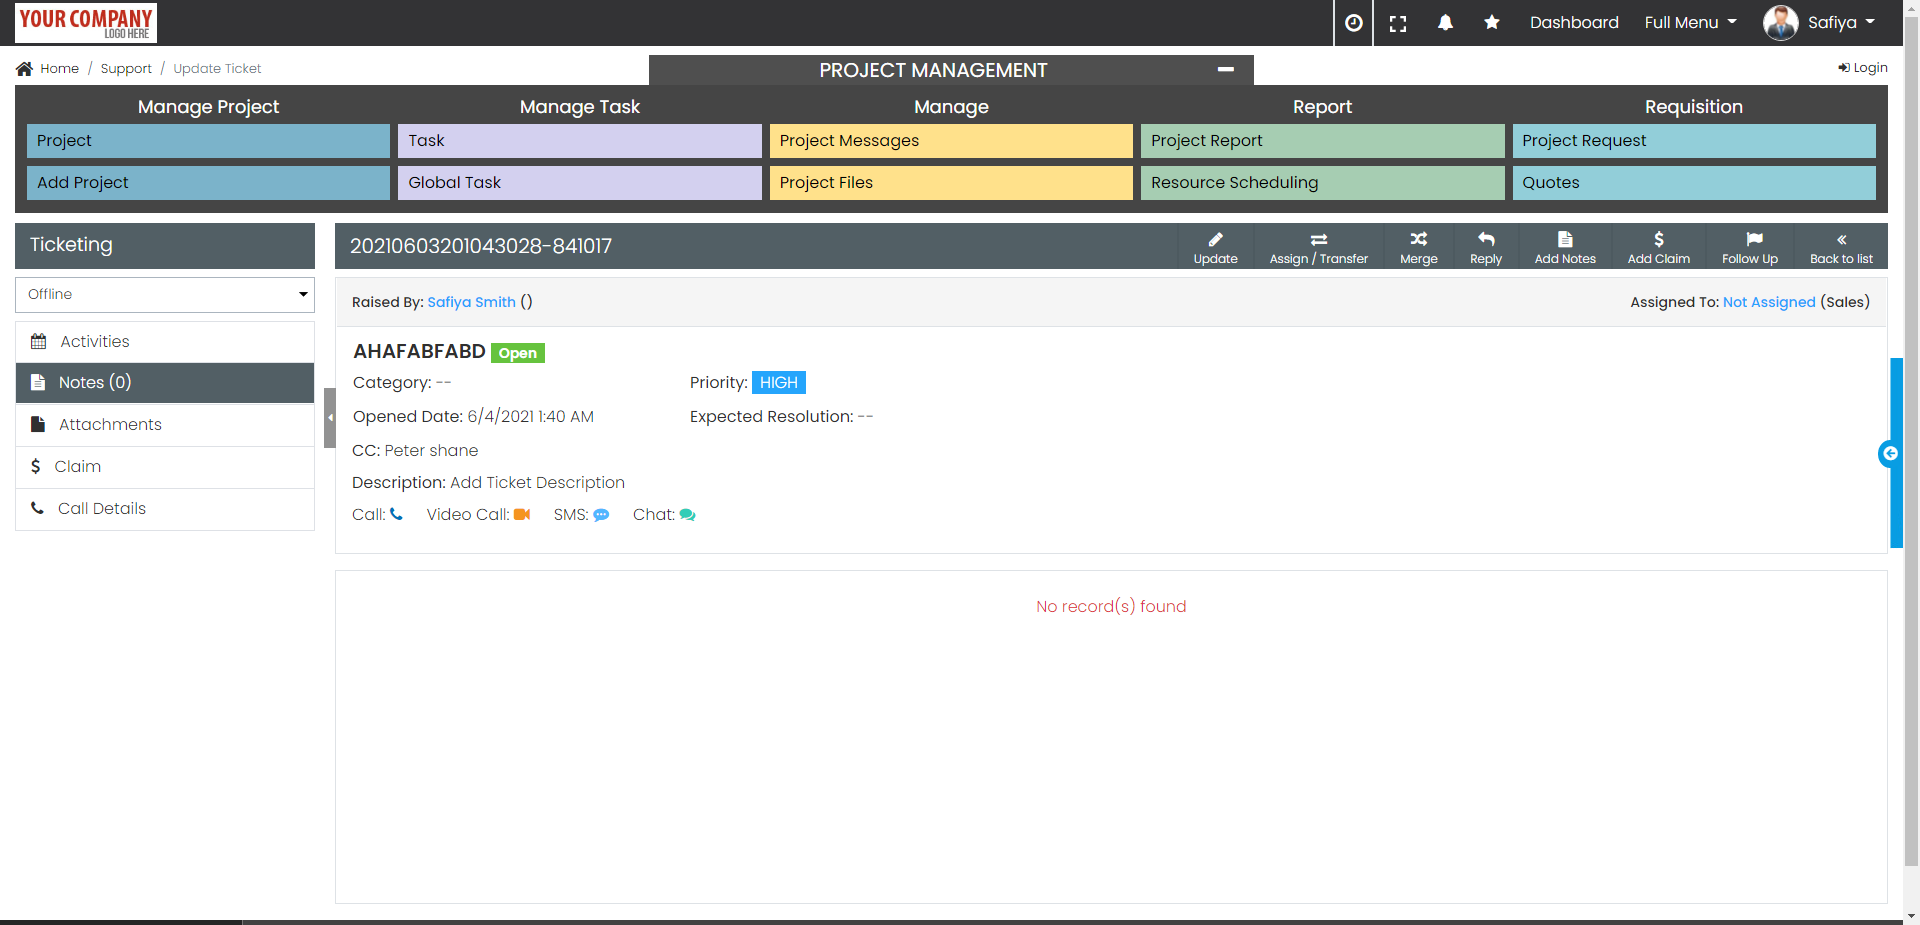 YOUR COMPANY
LOGO HERE
Dashboard
Full Menu
Safiya
Home / Support / Update Ticket
PROJECT MANAGEMENT
Login
Manage Project
Manage Task
Manage
Report
Requisition
Project
Task
Project Messages
Project Report
Project Request
Add Project
Global Task
Project Files
Resource Scheduling
Quotes
Ticketing
Offline
Activities
Notes (0)
Attachments
Claim
Call Details
20210603201043028-841017
Update
Assign / Transfer
Merge
Reply
Add Notes
Add Claim
Follow Up
Back to list
Raised By: Safiya Smith ()
Assigned To: Not Assigned (Sales)
AHAFABFABD Open
Category: --
Priority: HIGH
Opened Date: 6/4/2021 1:40 AM
Expected Resolution: --
CC: Peter shane
Description: Add Ticket Description
Call:
Video Call:
SMS:
Chat:
No record(s) found